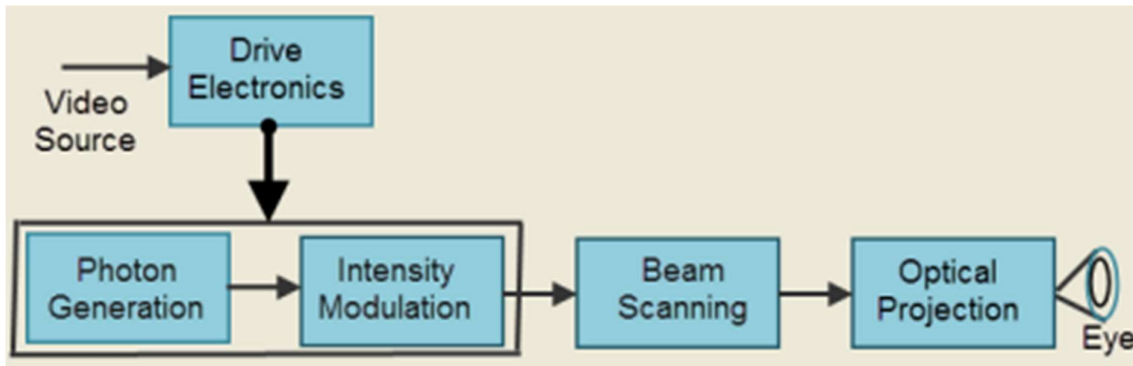 Drive
Electronics
Video
Source
Photon
Generation
Intensity
Modulation
Beam
Scanning
Optical
Projection
Eye